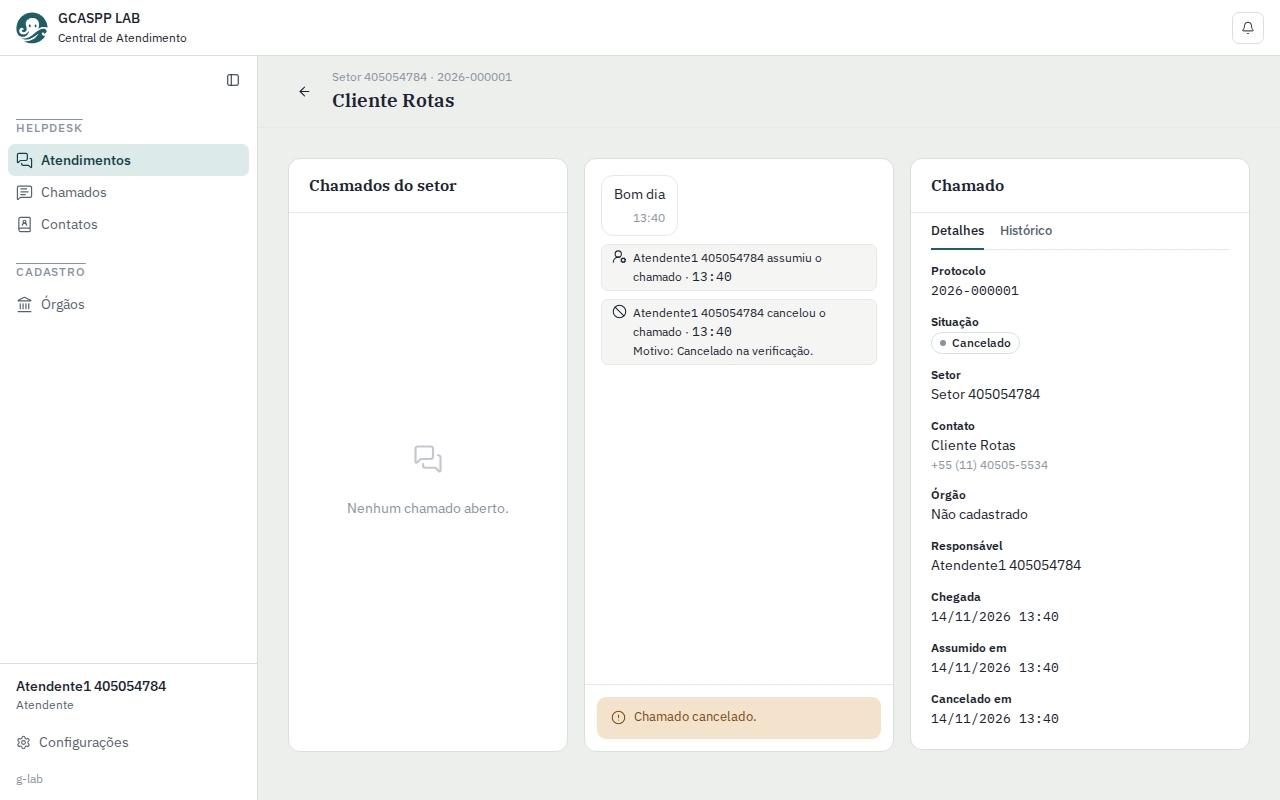 GCASPP LAB
Central de Atendimento
HELPDESK
Atendimentos
Chamados
Contatos
CADASTRO
Órgãos
Atendente1 405054784
Atendente
Configurações
g-lab
Setor 405054784 · 2026-000001
Cliente Rotas
Chamados do setor
Nenhum chamado aberto.
Bom dia
13:40
Atendente1 405054784 assumiu o
chamado · 13:40
Atendente1 405054784 cancelou o
chamado · 13:40
Motivo: Cancelado na verificação.
Chamado cancelado.
Chamado
Detalhes Histórico
Protocolo
2026-000001
Situação
Cancelado
Setor
Setor 405054784
Contato
Cliente Rotas
+55 (11) 40505-5534
Órgão
Não cadastrado
Responsável
Atendente1 405054784
Chegada
14/11/2026 13:40
Assumido em
14/11/2026 13:40
Cancelado em
14/11/2026 13:40